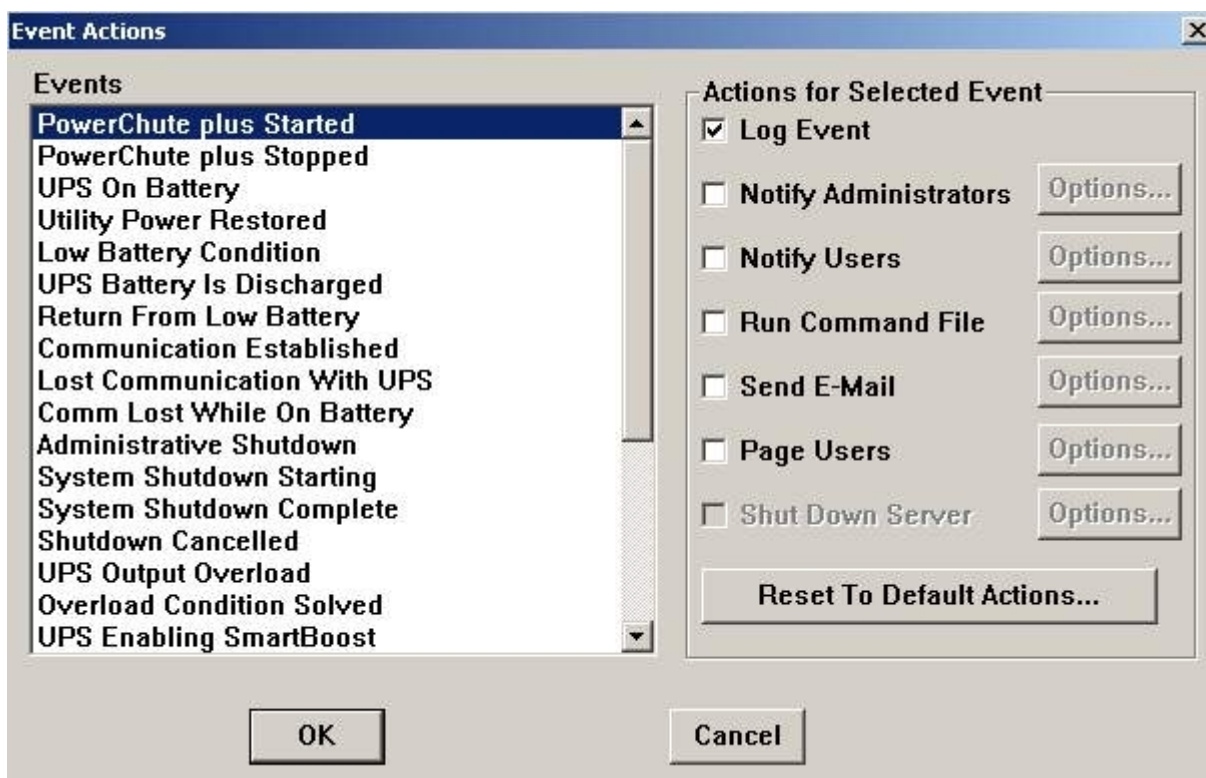 Event Actions
Events
PowerChute plus Started
PowerChute plus Stopped
UPS On Battery
Utility Power Restored
Low Battery Condition
UPS Battery Is Discharged
Return From Low Battery
Communication Established
Lost Communication With UPS
Comm Lost While On Battery
Administrative Shutdown
System Shutdown Starting
System Shutdown Complete
Shutdown Cancelled
UPS Output Overload
Overload Condition Solved
UPS Enabling SmartBoost
Actions for Selected Event
Log Event
Notify Administrators Options...
Notify Users Options...
Run Command File Options...
Send E-Mail Options...
Page Users Options...
Shut Down Server Options...
Reset To Default Actions...
OK Cancel